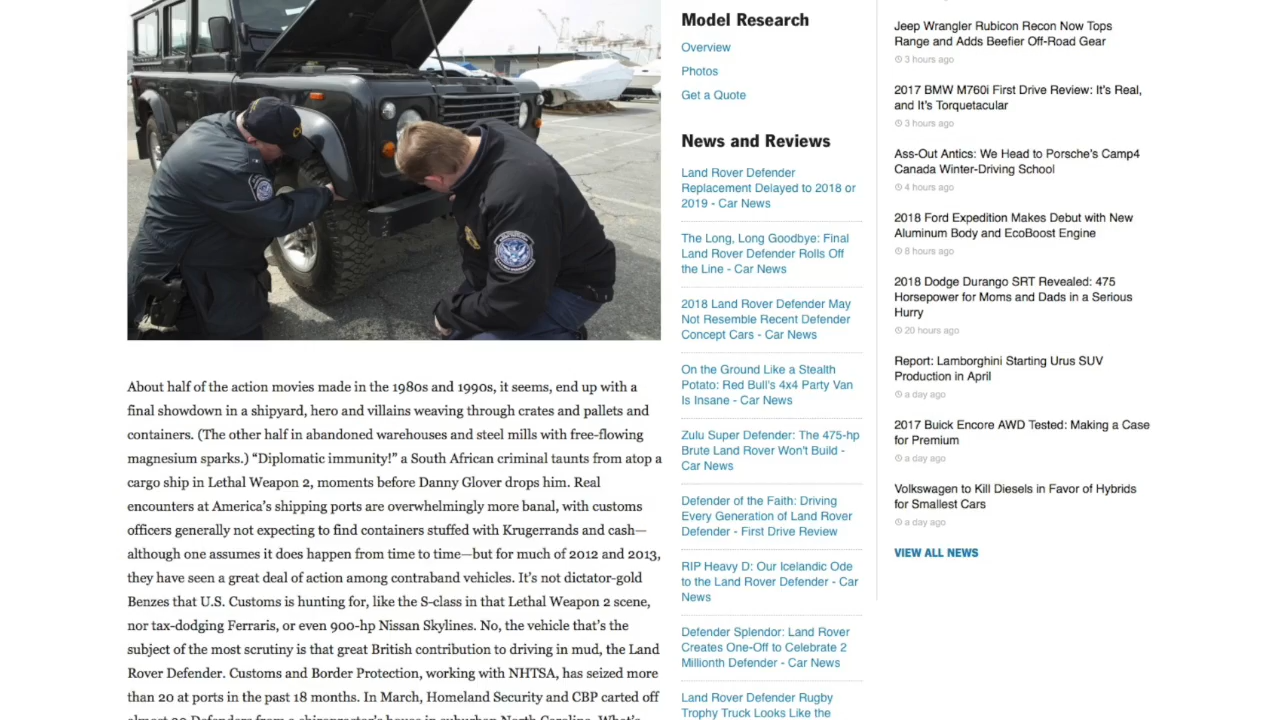 About half of the action movies made in the 1980s and 1990s, it seems, end up with a
final showdown in a shipyard, hero and villains weaving through crates and pallets and
containers. (The other half in abandoned warehouses and steel mills with free-flowing
magnesium sparks.) “Diplomatic immunity!” a South African criminal taunts from atop a
cargo ship in Lethal Weapon 2, moments before Danny Glover drops him. Real
encounters at America’s shipping ports are overwhelmingly more banal, with customs
officers generally not expecting to find containers stuffed with Krugerrands and cash—
although one assumes it does happen from time to time—but for much of 2012 and 2013,
they have seen a great deal of action among contraband vehicles. It’s not dictator-gold
Benzes that U.S. Customs is hunting for, like the S-class in that Lethal Weapon 2 scene,
nor tax-dodging Ferraris, or even 900-hp Nissan Skylines. No, the vehicle that’s the
subject of the most scrutiny is that great British contribution to driving in mud, the Land
Rover Defender. Customs and Border Protection, working with NHTSA, has seized more
than 20 at ports in the past 18 months. In March, Homeland Security and CBP carted off
Model Research
Overview
Photos
Get a Quote
News and Reviews
Land Rover Defender
Replacement Delayed to 2018 or
2019 - Car News
The Long, Long Goodbye: Final
Land Rover Defender Rolls Off
the Line - Car News
2018 Land Rover Defender May
Not Resemble Recent Defender
Concept Cars - Car News
On the Ground Like a Stealth
Potato: Red Bull's 4x4 Party Van
Is Insane - Car News
Zulu Super Defender: The 475-hp
Brute Land Rover Won't Build -
Car News
Defender of the Faith: Driving
Every Generation of Land Rover
Defender - First Drive Review
RIP Heavy D: Our Icelandic Ode
to the Land Rover Defender - Car
News
Defender Splendor: Land Rover
Creates One-Off to Celebrate 2
Millionth Defender - Car News
Land Rover Defender Rugby
Trophy Truck Looks Like the
Jeep Wrangler Rubicon Recon Now Tops
Range and Adds Beefier Off-Road Gear
3 hours ago
2017 BMW M760i First Drive Review: It’s Real,
and It’s Torquetacular
3 hours ago
Ass-Out Antics: We Head to Porsche’s Camp4
Canada Winter-Driving School
4 hours ago
2018 Ford Expedition Makes Debut with New
Aluminum Body and EcoBoost Engine
8 hours ago
2018 Dodge Durango SRT Revealed: 475
Horsepower for Moms and Dads in a Serious
Hurry
20 hours ago
Report: Lamborghini Starting Urus SUV
Production in April
a day ago
2017 Buick Encore AWD Tested: Making a Case
for Premium
a day ago
Volkswagen to Kill Diesels in Favor of Hybrids
for Smallest Cars
a day ago
VIEW ALL NEWS